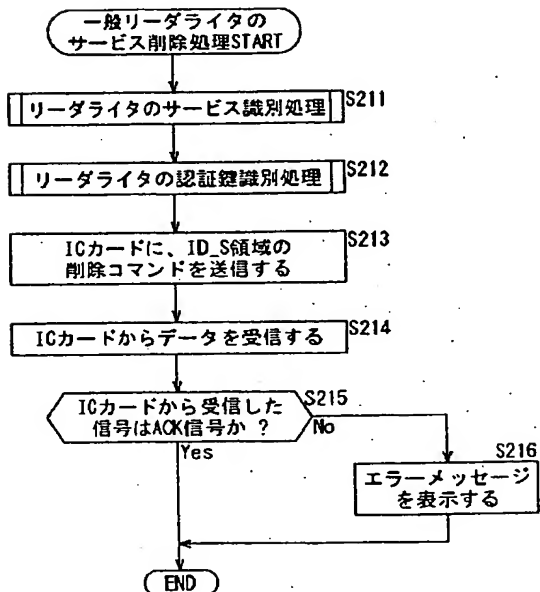 一般リーダライタの
サービス削除処理START
リーダライタのサービス識別処理
S211
リーダライタの認証鍵識別処理
S212
ICカードに、ID_S領域の
削除コマンドを送信する
S213
ICカードからデータを受信する
S214
ICカードから受信した
信号はACK信号か ?
S215
No
Yes
S216
エラーメッセージ
を表示する
END